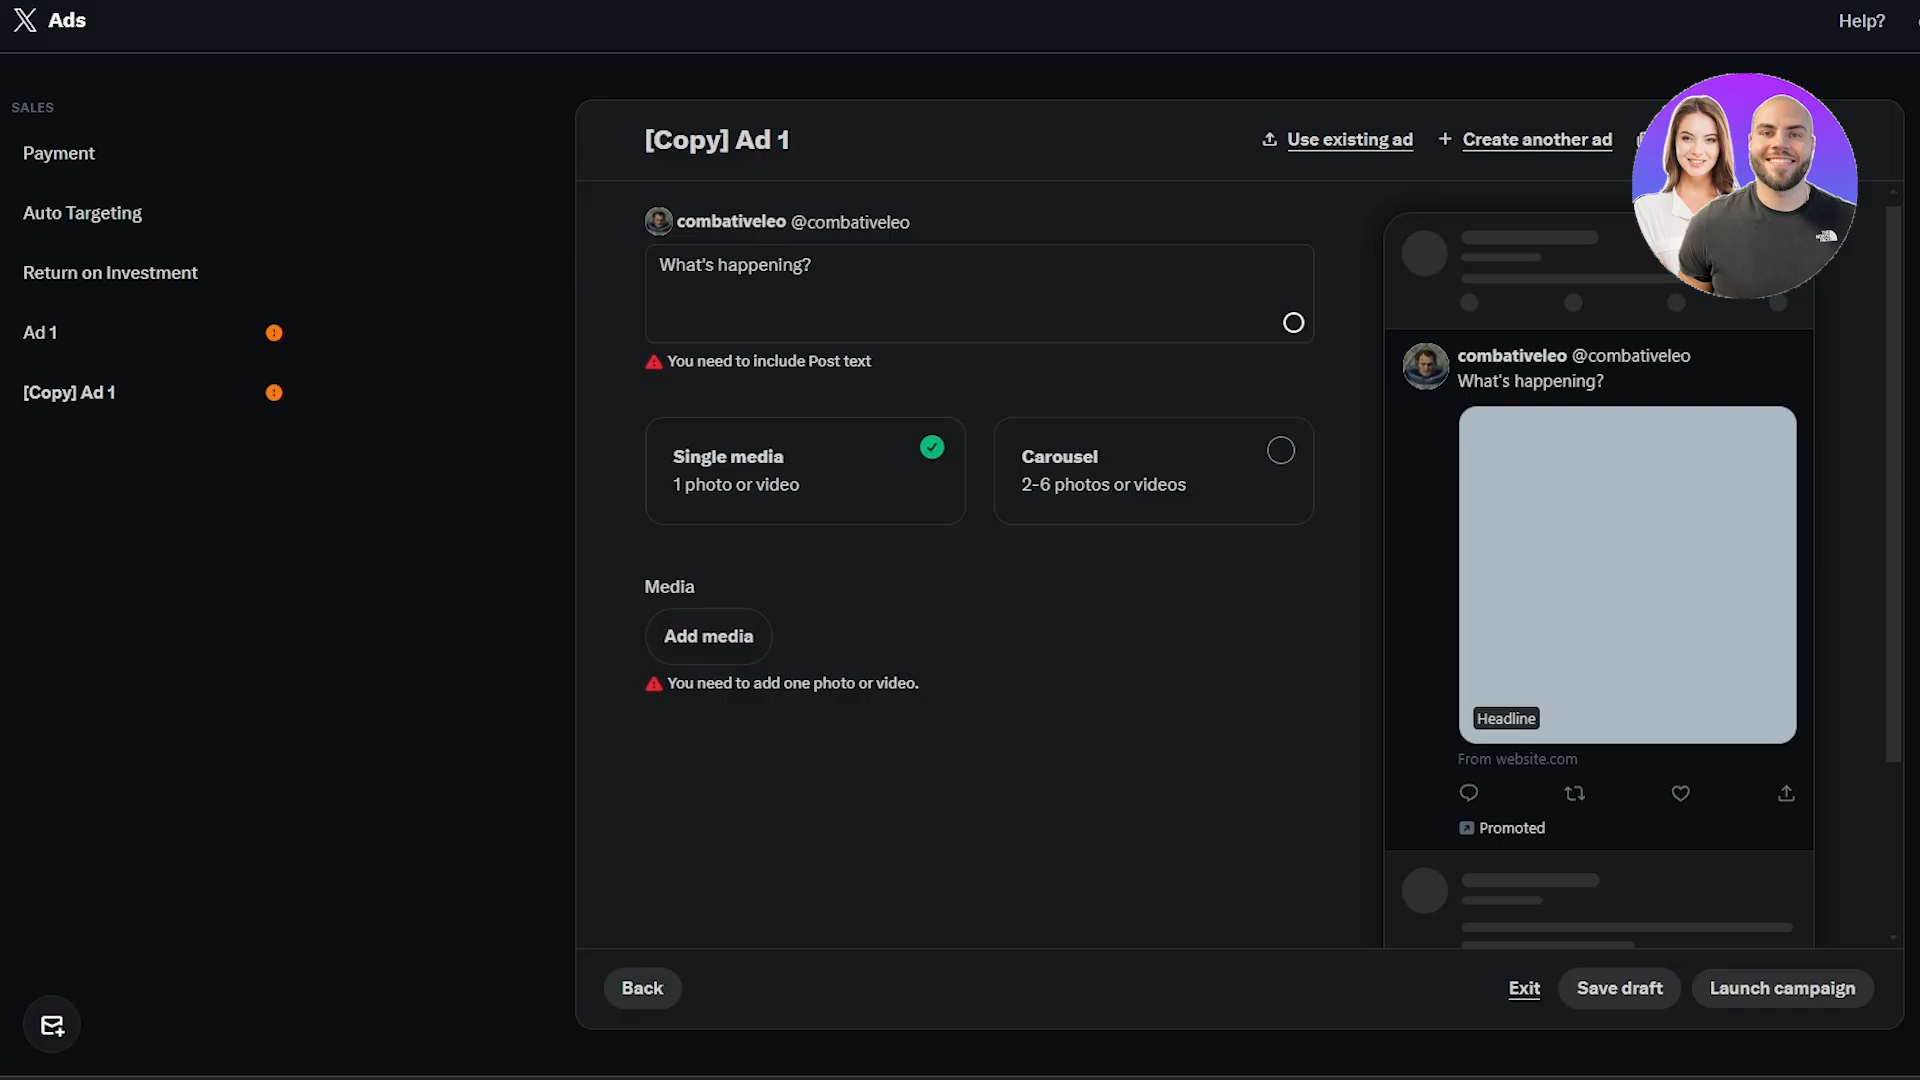 Ads
Help?
SALES
Payment
Auto Targeting
Return on Investment
Ad 1
[Copy] Ad 1
[Copy] Ad 1
Use existing ad
Create another ad
combativeleo @combativeleo
What's happening?
You need to include Post text
Single media
1 photo or video
Carousel
2-6 photos or videos
Media
Add media
You need to add one photo or video.
combativeleo @combativeleo
What's happening?
Headline
From website.com
Promoted
Back
Exit
Save draft
Launch campaign